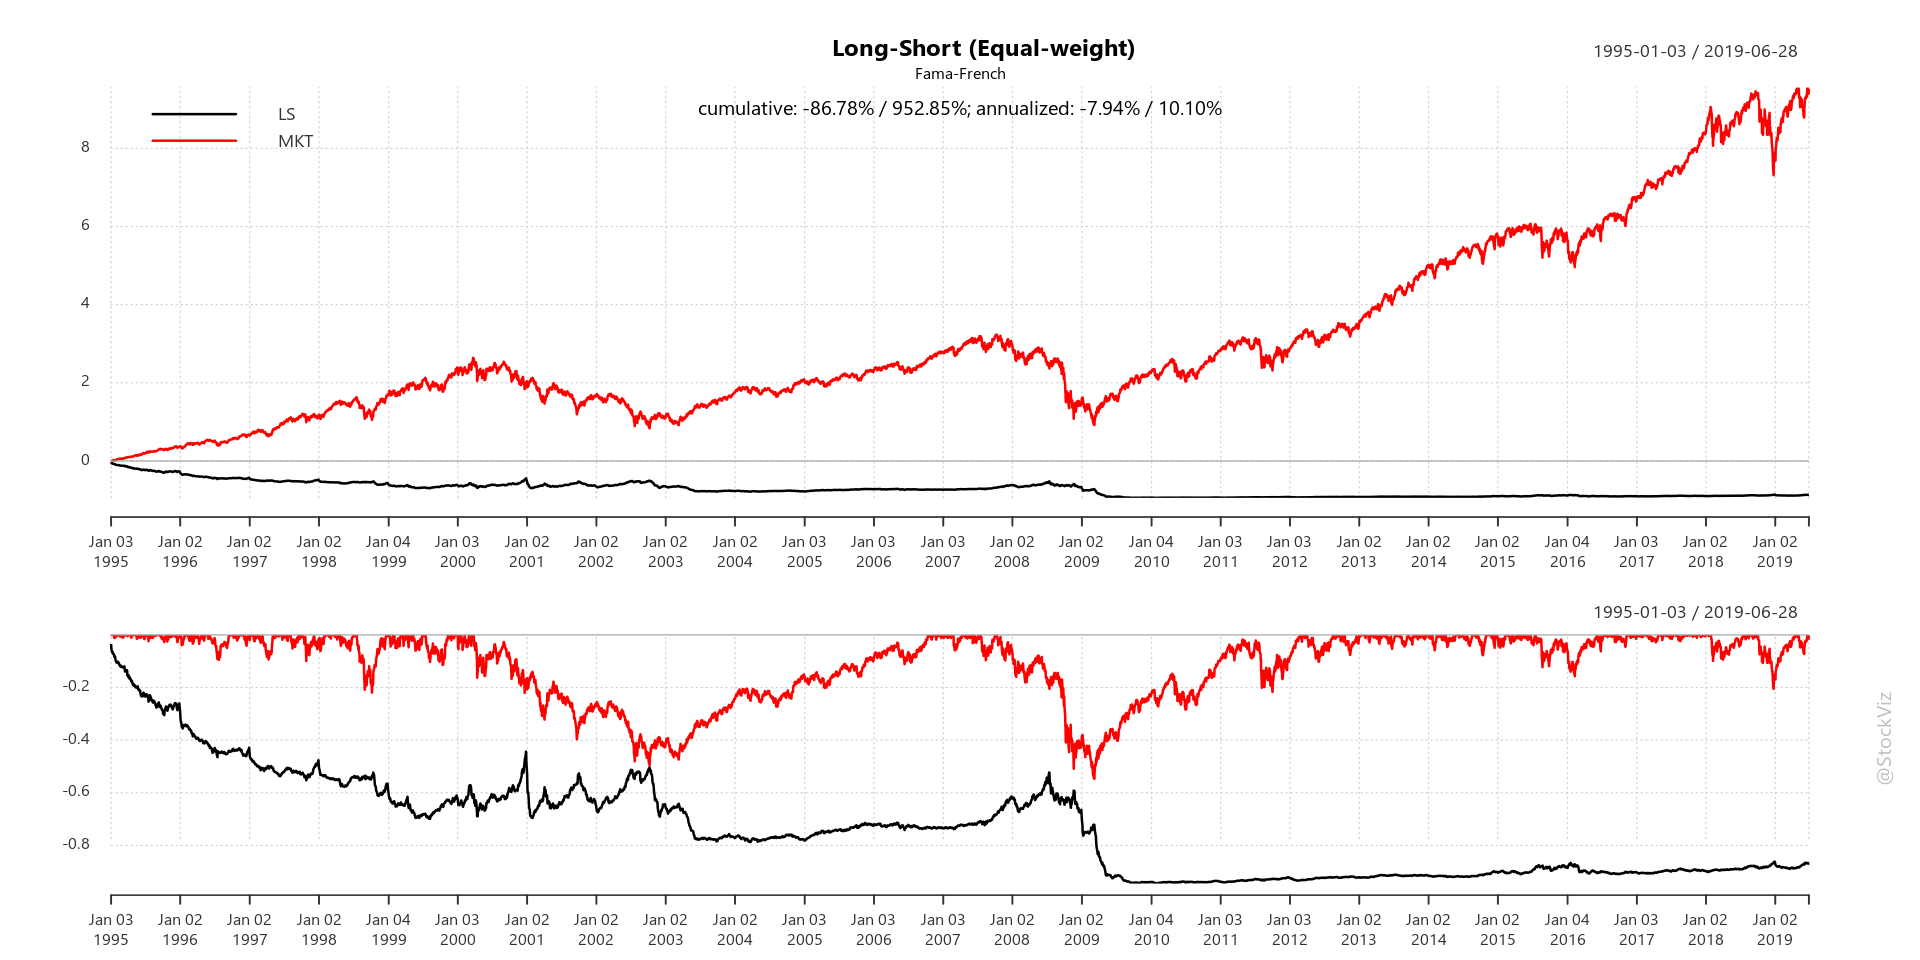 Long-Short (Equal-weight)
1995-01-03 / 2019-06-28
Fama-French
cumulative: -86.78% / 952.85%; annualized: -7.94% / 10.10%
LS
MKT
8
6
4
2
0
Jan 03 Jan 02 Jan 02 Jan 02 Jan 04 Jan 03 Jan 02 Jan 02 Jan 02 Jan 02 Jan 03 Jan 03 Jan 03 Jan 02 Jan 02 Jan 04 Jan 03 Jan 03 Jan 02 Jan 02 Jan 02 Jan 04 Jan 03 Jan 02 Jan 02
1995 1996 1997 1998 1999 2000 2001 2002 2003 2004 2005 2006 2007 2008 2009 2010 2011 2012 2013 2014 2015 2016 2017 2018 2019
1995-01-03 / 2019-06-28
-0.2
-0.4
-0.6
-0.8
Jan 03 Jan 02 Jan 02 Jan 02 Jan 04 Jan 03 Jan 02 Jan 02 Jan 02 Jan 02 Jan 03 Jan 03 Jan 03 Jan 02 Jan 02 Jan 04 Jan 03 Jan 03 Jan 02 Jan 02 Jan 02 Jan 04 Jan 03 Jan 02 Jan 02
1995 1996 1997 1998 1999 2000 2001 2002 2003 2004 2005 2006 2007 2008 2009 2010 2011 2012 2013 2014 2015 2016 2017 2018 2019
@StockViz